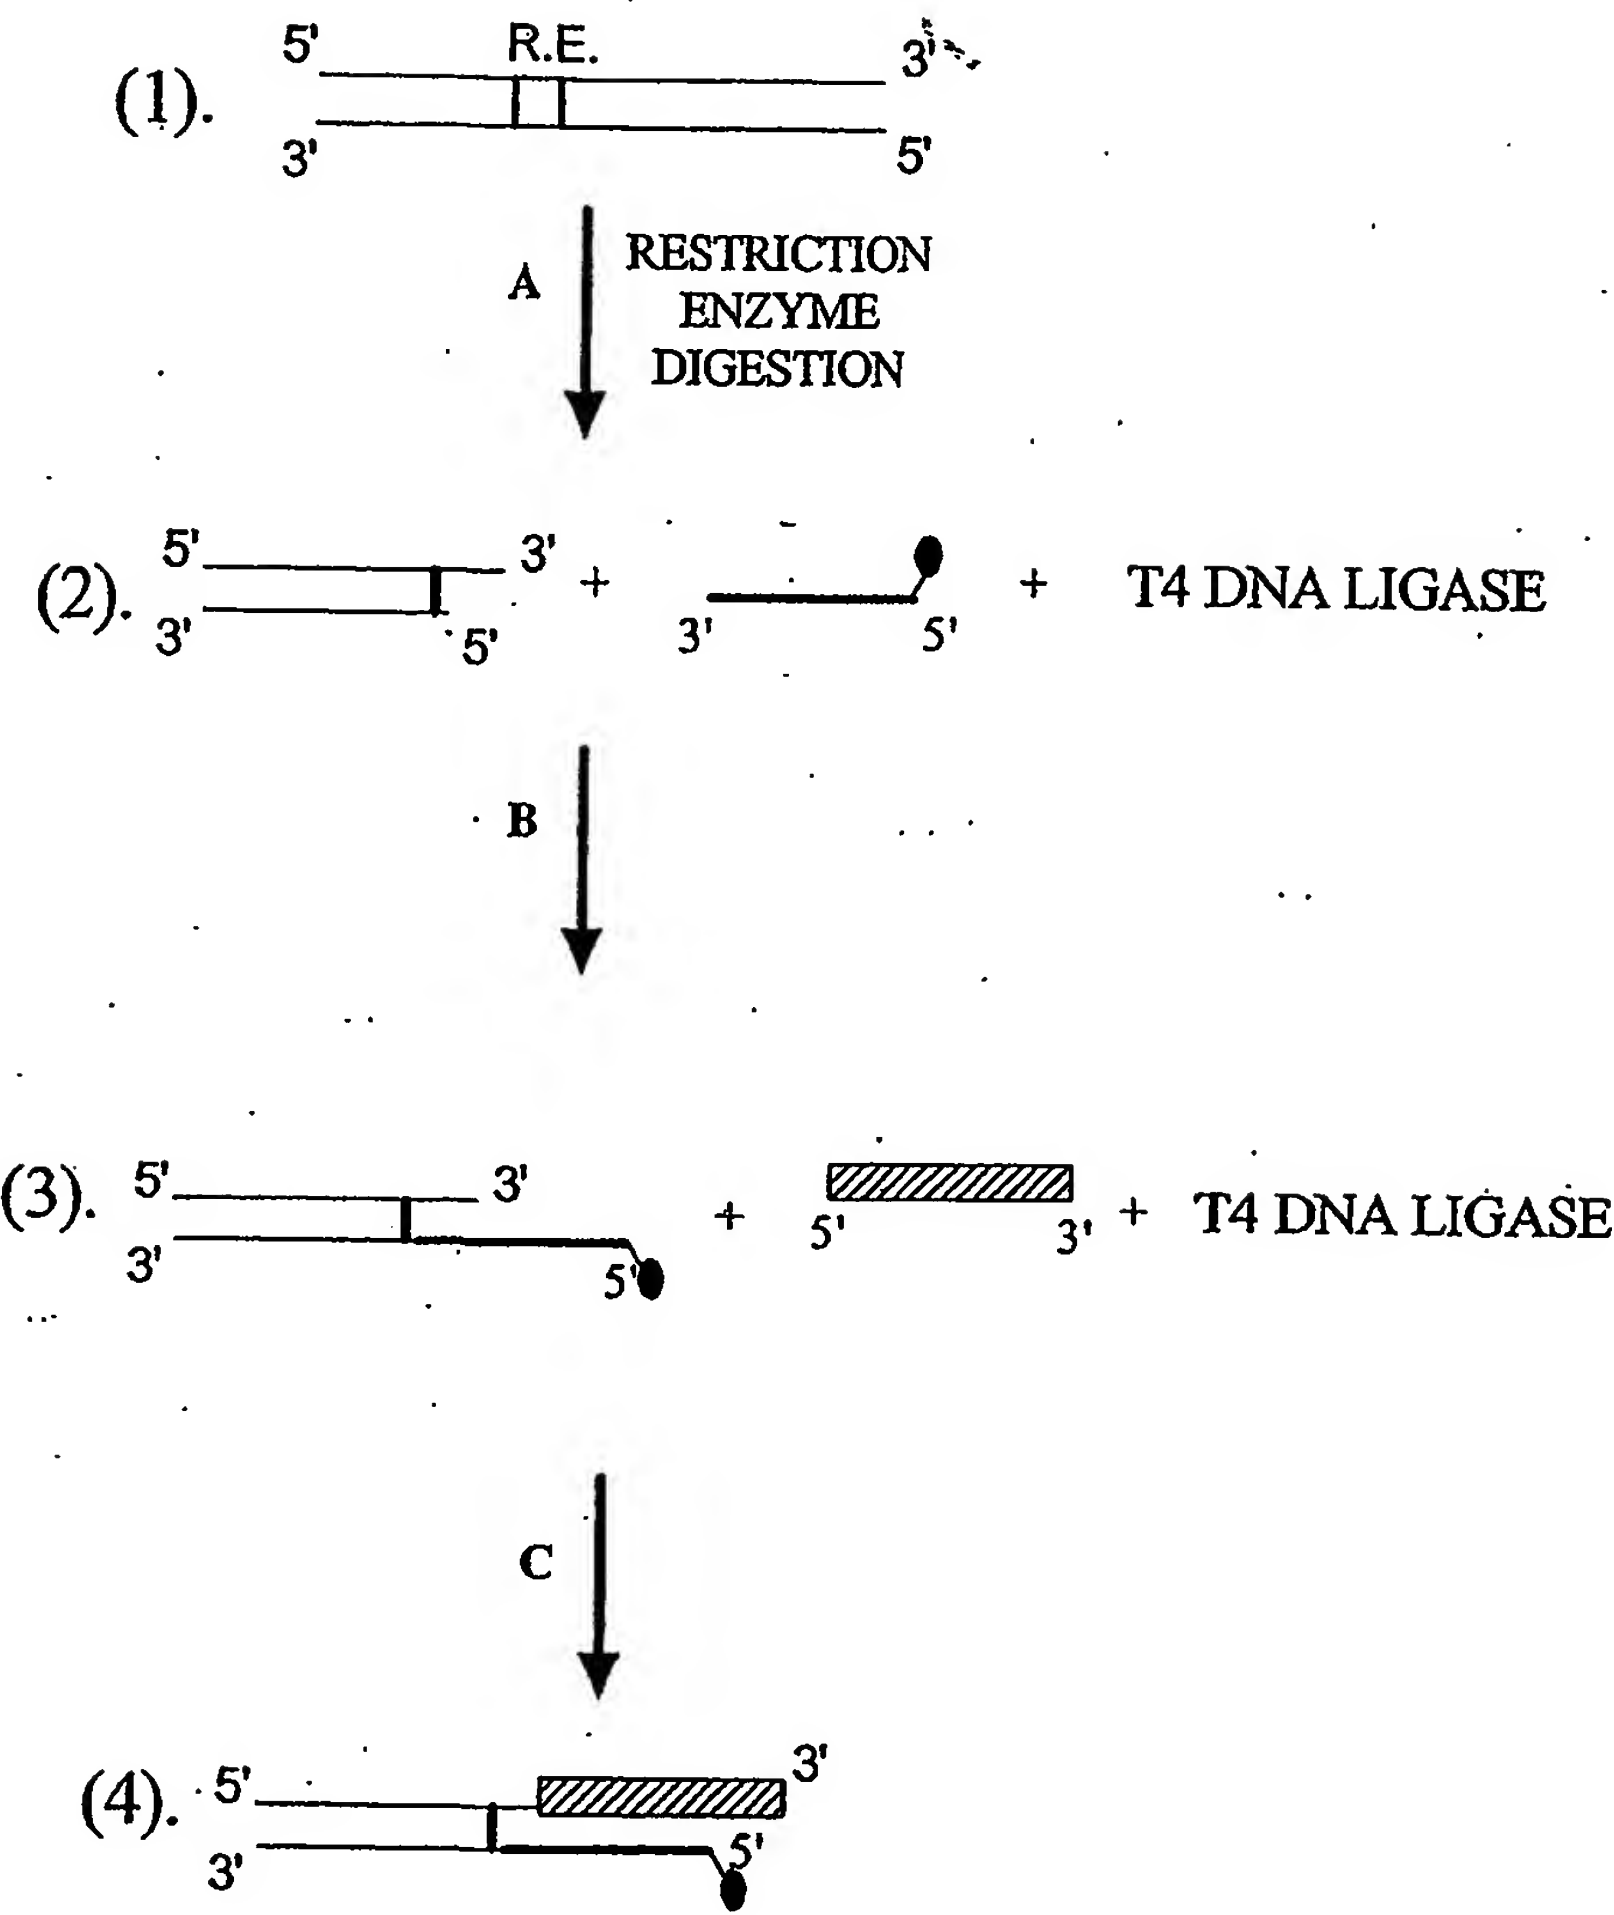 5' R.E. 3'
(1).
3' 5'
A RESTRICTION
ENZYME
DIGESTION
5' 3'
(2). + + T4 DNA LIGASE
3' 5' 3' 5'
B
(3). 5' 3' + + T4 DNA LIGASE
3' 5' 5' 3'
C
3'
(4). 5'
3' 5'